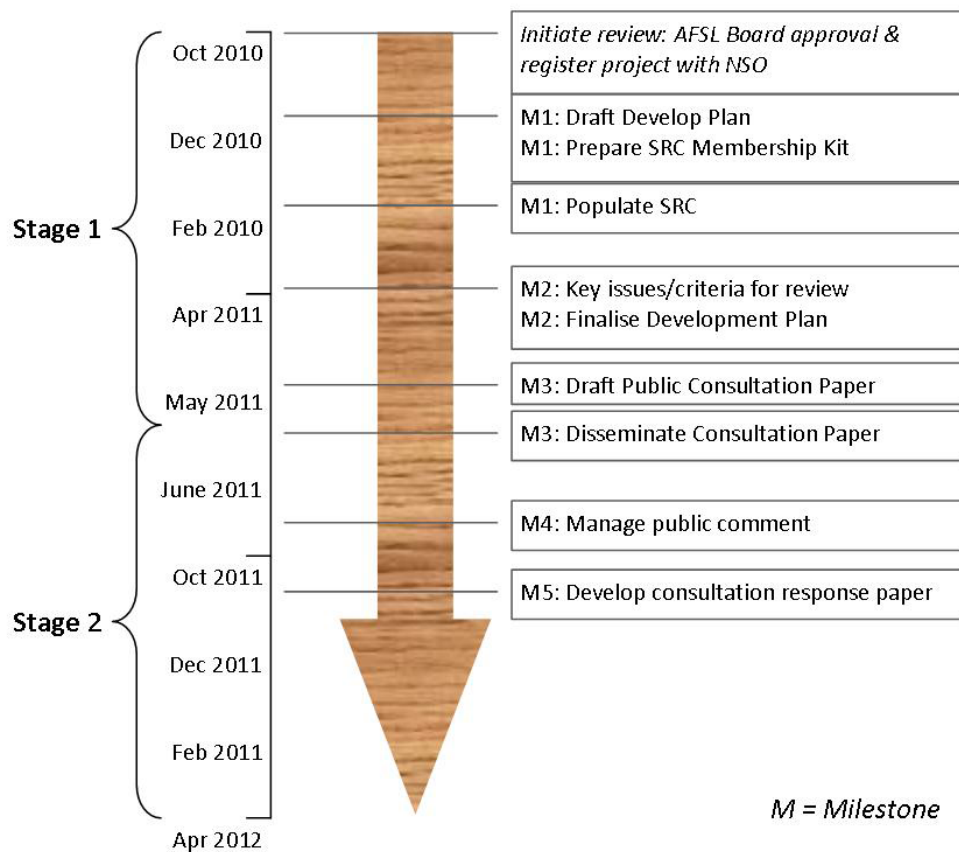 Stage 1
Stage 2
Oct 2010
Dec 2010
Feb 2010
Apr 2011
May 2011
June 2011
Oct 2011
Dec 2011
Feb 2011
Apr 2012
Initiate review: AFSL Board approval &
register project with NSO
M1: Draft Develop Plan
M1: Prepare SRC Membership Kit
M1: Populate SRC
M2: Key issues/criteria for review
M2: Finalise Development Plan
M3: Draft Public Consultation Paper
M3: Disseminate Consultation Paper
M4: Manage public comment
M5: Develop consultation response paper
M = Milestone